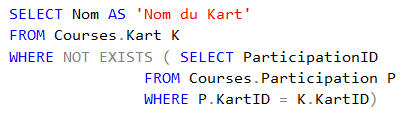 SELECT Nom AS 'Nom du Kart'
FROM Courses.Kart K
WHERE NOT EXISTS ( SELECT ParticipationID
FROM Courses.Participation P
WHERE P.KartID = K.KartID)